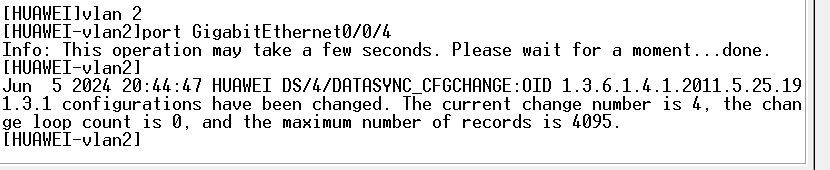 [HUAWEI]vlan 2
[HUAWEI-vlan2]port GigabitEthernet0/0/4
Info: This operation may take a few seconds. Please wait for a moment...done.
[HUAWEI-vlan2]
Jun  5 2024 20:44:47 HUAWEI DS/4/DATASYNC_CFGCHANGE:OID 1.3.6.1.4.1.2011.5.25.19
1.3.1 configurations have been changed. The current change number is 4, the chan
ge loop count is 0, and the maximum number of records is 4095.
[HUAWEI-vlan2]